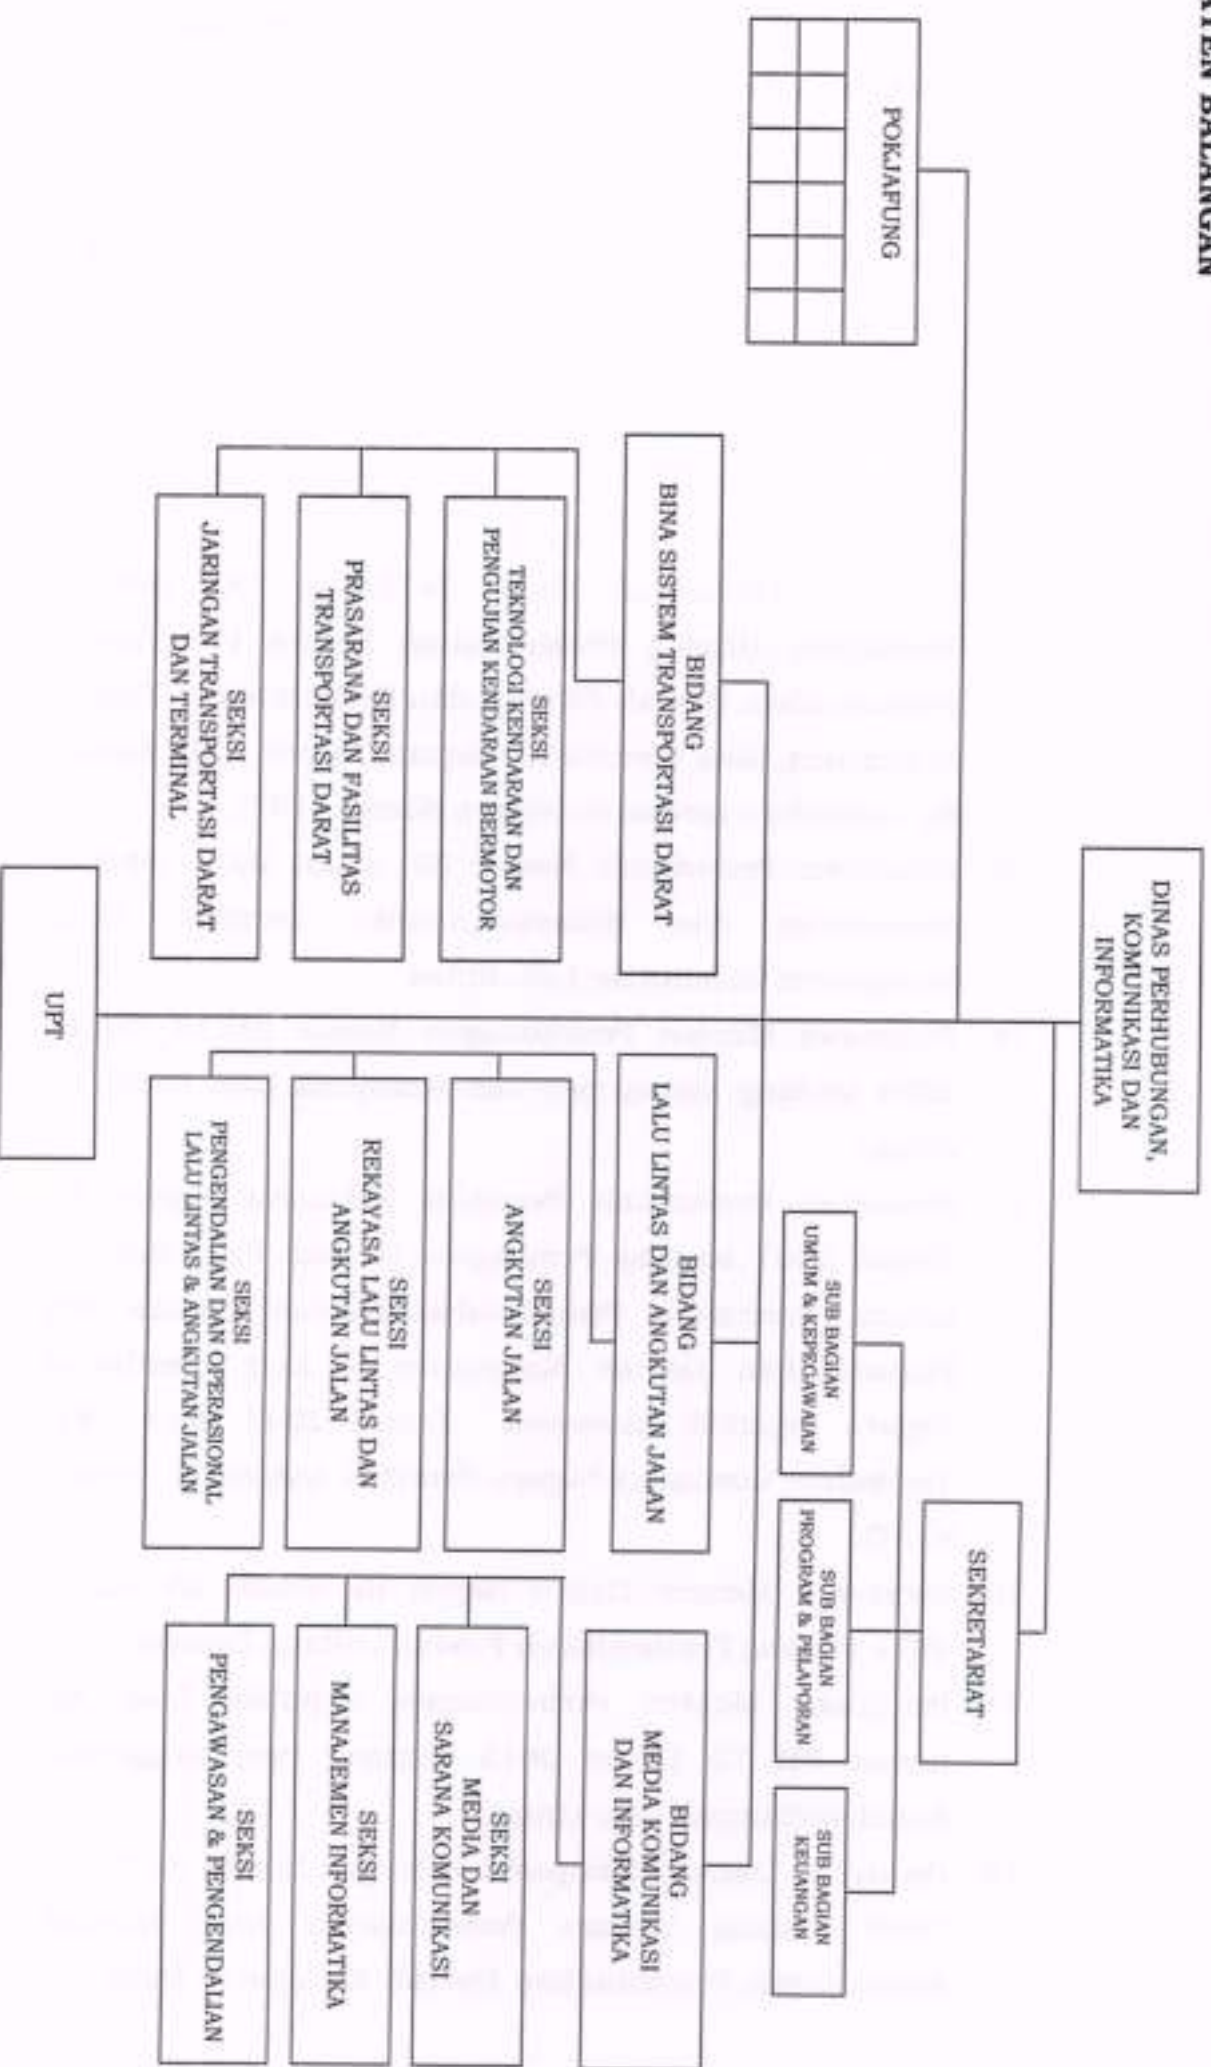 BALANGAN
DINAS PERHUBUNGAN,
KOMUNIKASI DAN
INFORMATIKA
POKJAFUNG
SEKRETARIAT
SUB BAGIAN
UMUM & KEPEGAWAIAN
SUB BAGIAN
PROGRAM & PELAPORAN
SUB BAGIAN
KEUANGAN
BIDANG
BINA SISTEM TRANSPORTASI DARAT
BIDANG
LALU LINTAS DAN ANGKUTAN JALAN
BIDANG
MEDIA KOMUNIKASI
DAN INFORMATIKA
SEKSI
TEKNOLOGI KENDARAAN DAN
PENGUJIAN KENDARAAN BERMOTOR
SEKSI
PRASARANA DAN FASILITAS
TRANSPORTASI DARAT
SEKSI
JARINGAN TRANSPORTASI DARAT
DAN TERMINAL
SEKSI
ANGKUTAN JALAN
SEKSI
REKAYASA LALU LINTAS DAN
ANGKUTAN JALAN
SEKSI
PENGENDALIAN DAN OPERASIONAL
LALU LINTAS & ANGKUTAN JALAN
SEKSI
MEDIA DAN
SARANA KOMUNIKASI
SEKSI
MANAJEMEN INFORMATIKA
SEKSI
PENGAWASAN & PENGENDALIAN
UPT